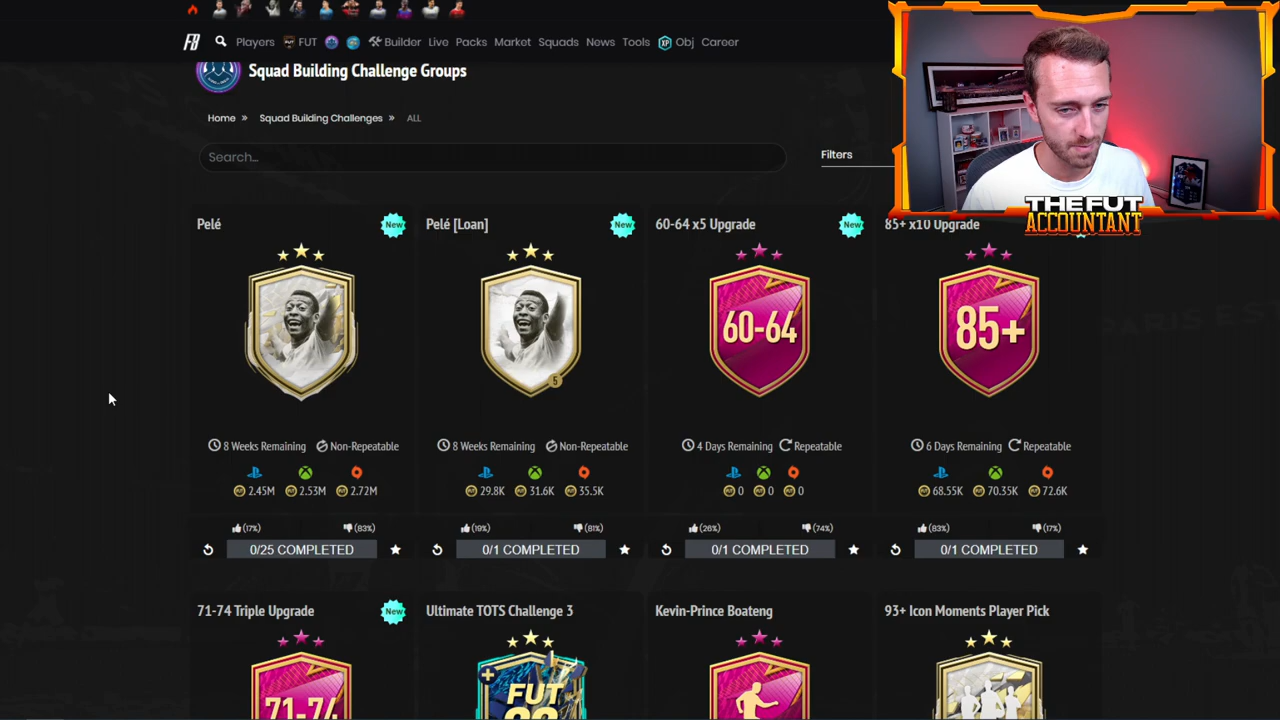 F8 Players FUT Builder Live Packs Market Squads News Tools XP Obj Career
Squad Building Challenge Groups
Home » Squad Building Challenges » ALL
Search...
Filters
THE FUT
ACCOUNTANT
Pelé New
Pelé [Loan] New
60-64 x5 Upgrade New
85+ x10 Upgrade
5
60-64
85+
8 Weeks Remaining Non-Repeatable
8 Weeks Remaining Non-Repeatable
4 Days Remaining Repeatable
6 Days Remaining Repeatable
2.45M 2.53M 2.72M
29.8K 31.6K 35.5K
0 0 0
68.55K 70.35K 72.6K
(17%) (83%)
(19%) (81%)
(26%) (74%)
(83%) (17%)
0/25 COMPLETED
0/1 COMPLETED
0/1 COMPLETED
0/1 COMPLETED
71-74 Triple Upgrade New
Ultimate TOTS Challenge 3
Kevin-Prince Boateng
93+ Icon Moments Player Pick
71-74
FUT